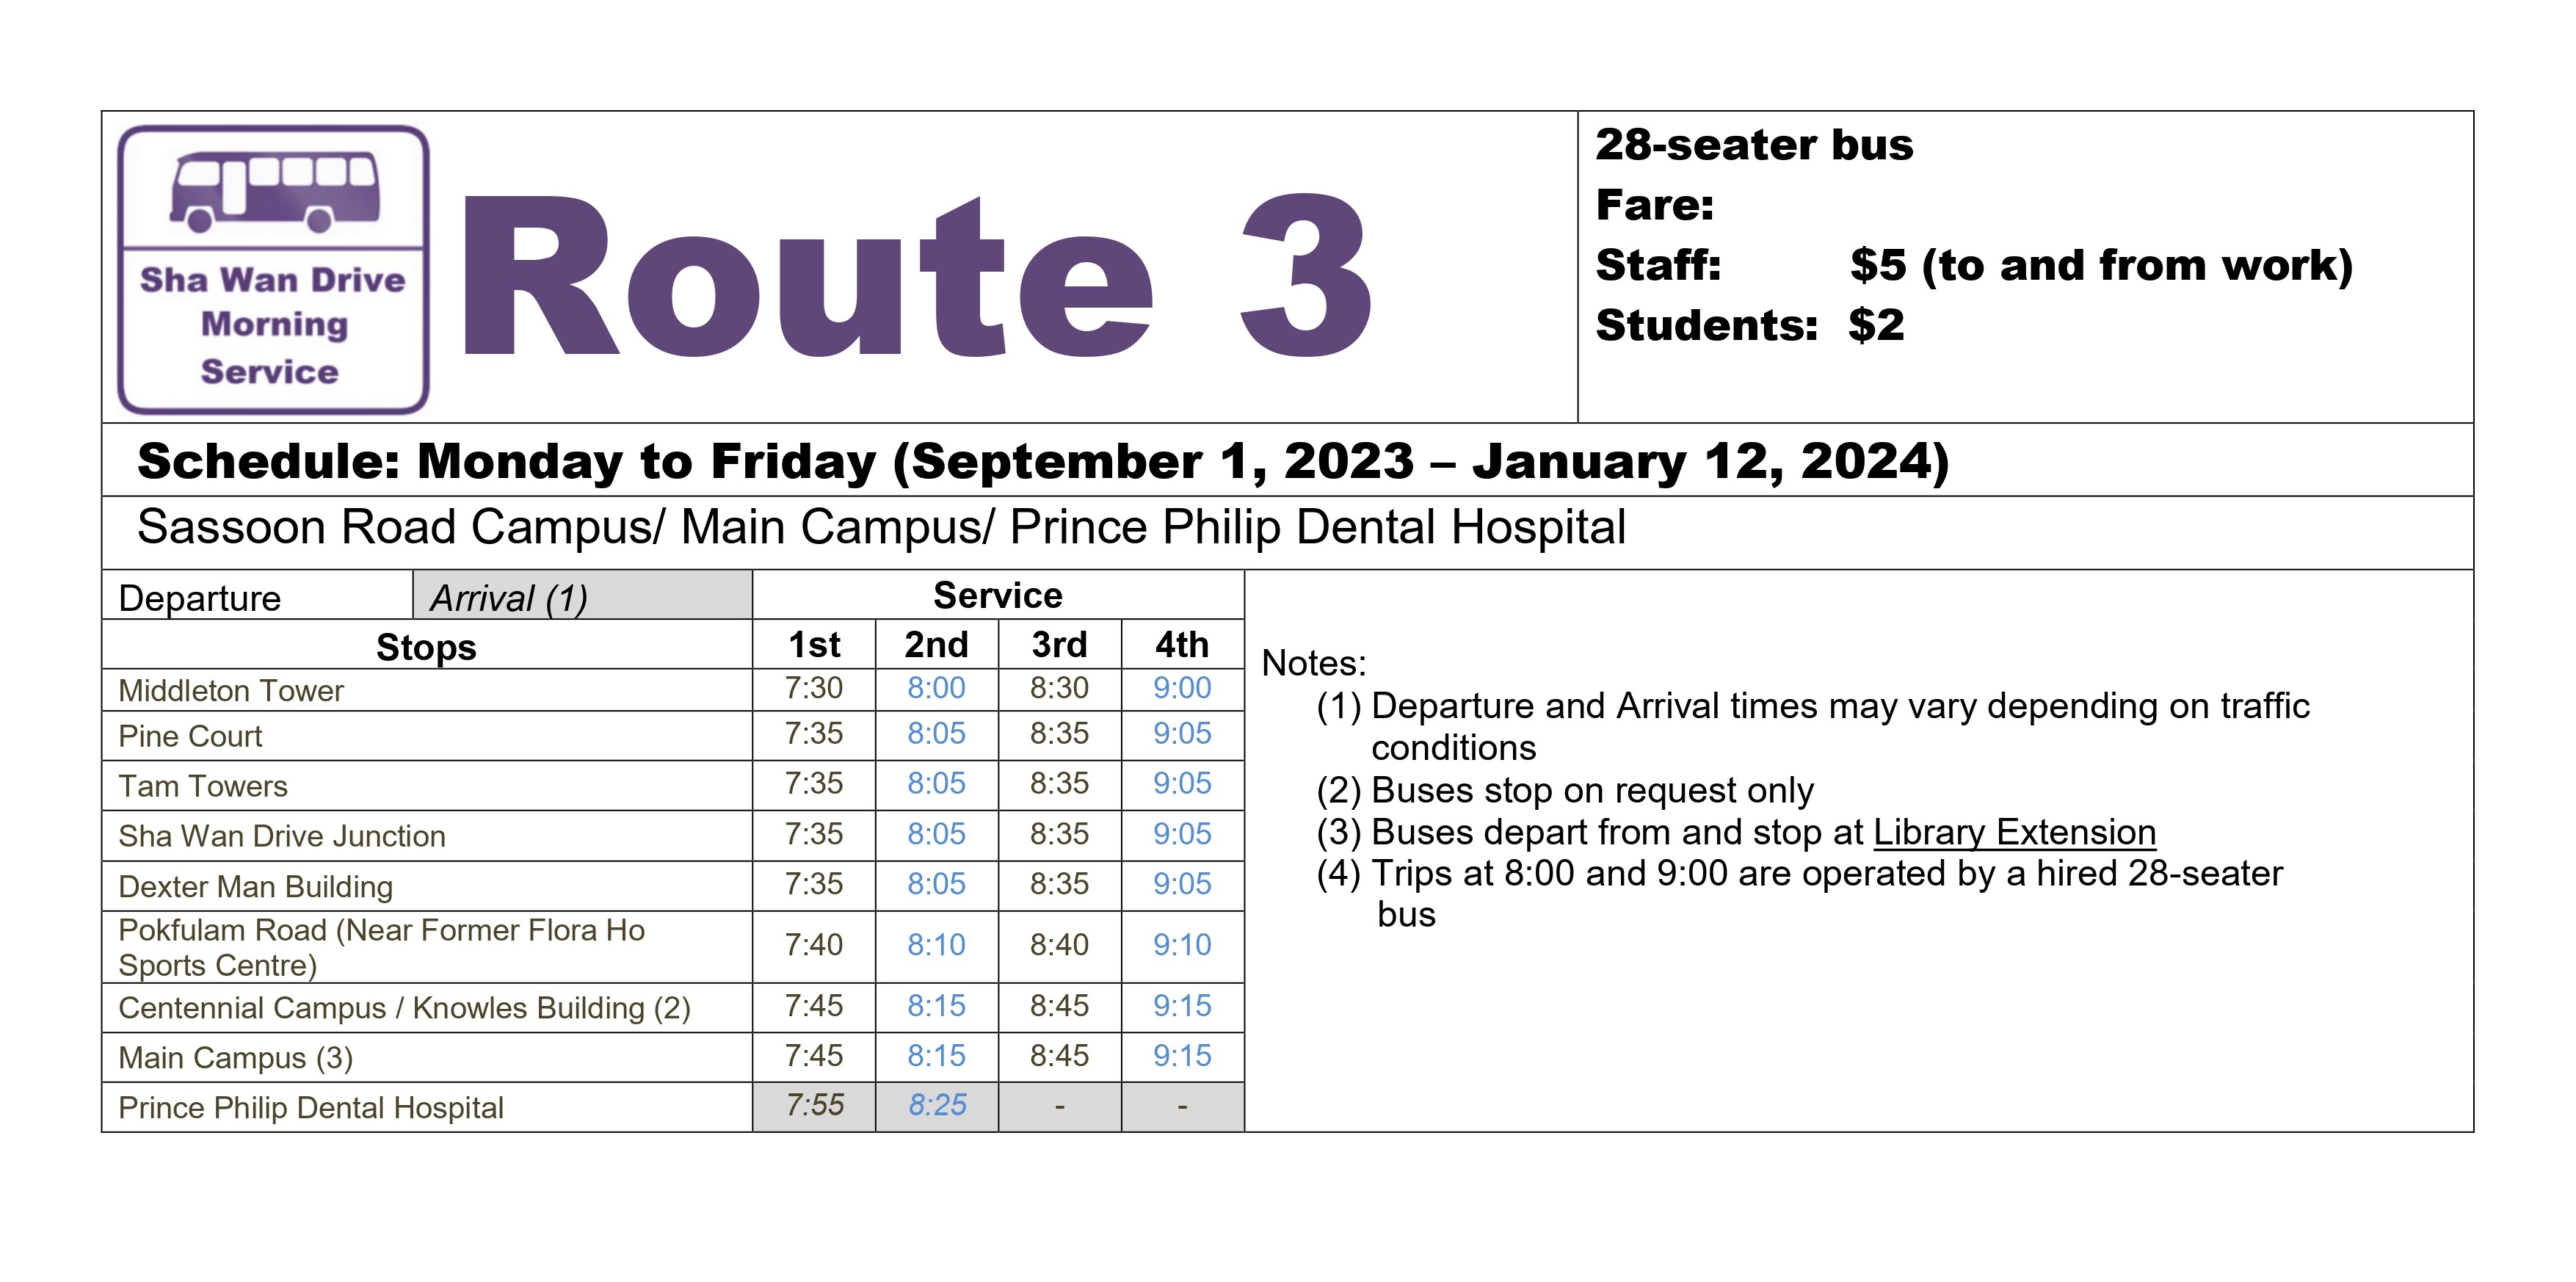 Sha Wan Drive
Morning
Service
Route 3
28-seater bus
Fare:
Staff: $5 (to and from work)
Students: $2
Schedule: Monday to Friday (September 1, 2023 – January 12, 2024)
Sassoon Road Campus/ Main Campus/ Prince Philip Dental Hospital
Departure Arrival (1) Service
Stops 1st 2nd 3rd 4th
Middleton Tower 7:30 8:00 8:30 9:00
Pine Court 7:35 8:05 8:35 9:05
Tam Towers 7:35 8:05 8:35 9:05
Sha Wan Drive Junction 7:35 8:05 8:35 9:05
Dexter Man Building 7:35 8:05 8:35 9:05
Pokfulam Road (Near Former Flora Ho
Sports Centre) 7:40 8:10 8:40 9:10
Centennial Campus / Knowles Building (2) 7:45 8:15 8:45 9:15
Main Campus (3) 7:45 8:15 8:45 9:15
Prince Philip Dental Hospital 7:55 8:25 - -
Notes:
(1) Departure and Arrival times may vary depending on traffic
conditions
(2) Buses stop on request only
(3) Buses depart from and stop at Library Extension
(4) Trips at 8:00 and 9:00 are operated by a hired 28-seater
bus